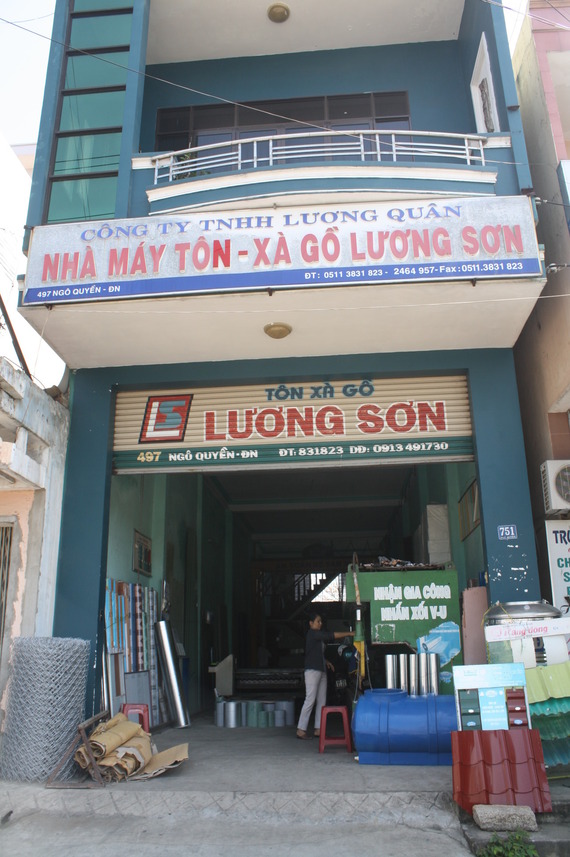 CÔNG TY TNHH LƯƠNG QUÂN
NHÀ MÁY TÔN - XÀ GỒ LƯƠNG SƠN
497 NGÔ QUYỀN - ĐN
ĐT: 0511 3831 823 - 2464 957 - Fax: 0511.3831 823
TÔN XÀ GỒ
LS
LƯƠNG SƠN
497 NGÔ QUYỀN - ĐN ĐT: 831823 DĐ: 0913 491730
751
NHẬN GIA CÔNG
NHẤN XỐI V-U